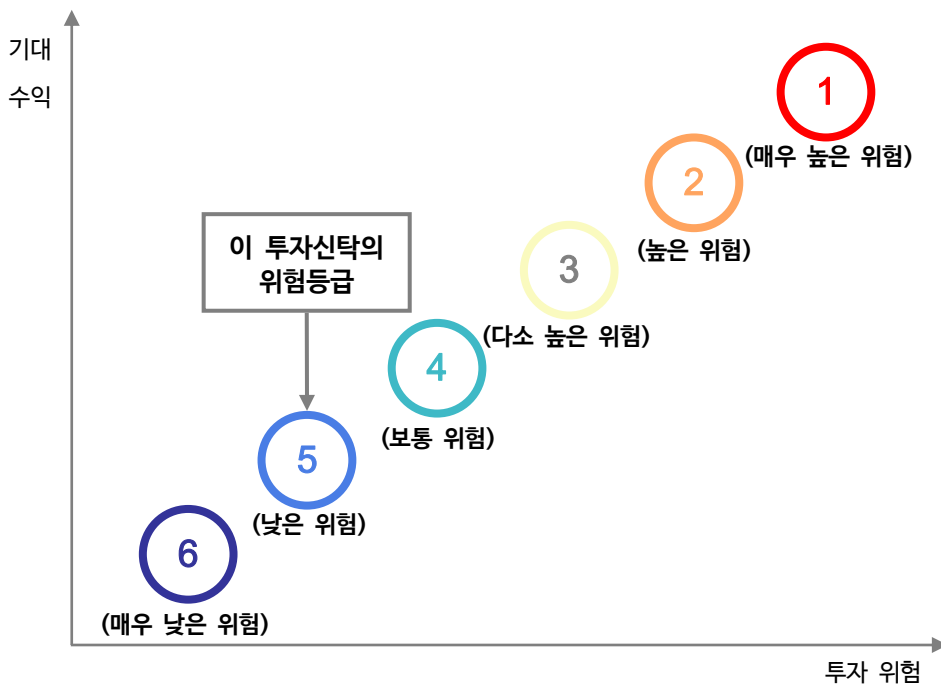 기대
수익
1
(매우 높은 위험)
2
(높은 위험)
이 투자신탁의
위험등급
3
(다소 높은 위험)
4
(보통 위험)
5
(낮은 위험)
6
(매우 낮은 위험)
투자 위험